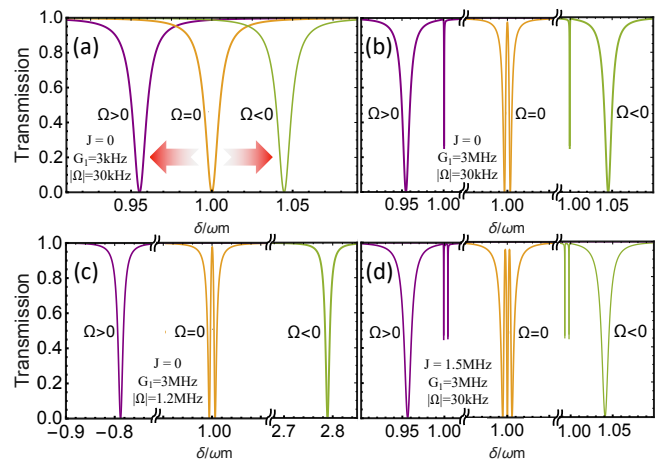 (a)
(b)
Transmission
1.0
0.8
0.6
0.4
0.2
0.0
Ω>0
Ω=0
Ω<0
J = 0
G₁=3kHz
|Ω|=30kHz
0.95
1.00
1.05
δ/ωm
Ω>0
Ω=0
Ω<0
J = 0
G₁=3MHz
|Ω|=30kHz
0.95
1.00
1.00
1.00
1.05
δ/ωm
(c)
(d)
Transmission
1.0
0.8
0.6
0.4
0.2
0.0
Ω>0
Ω=0
Ω<0
J = 0
G₁=3MHz
|Ω|=1.2MHz
−0.9
−0.8
1.00
2.7
2.8
δ/ωm
Ω>0
Ω=0
J = 1.5MHz
G₁=3MHz
|Ω|=30kHz
Ω<0
0.95
1.00
1.00
1.00
1.05
δ/ωm